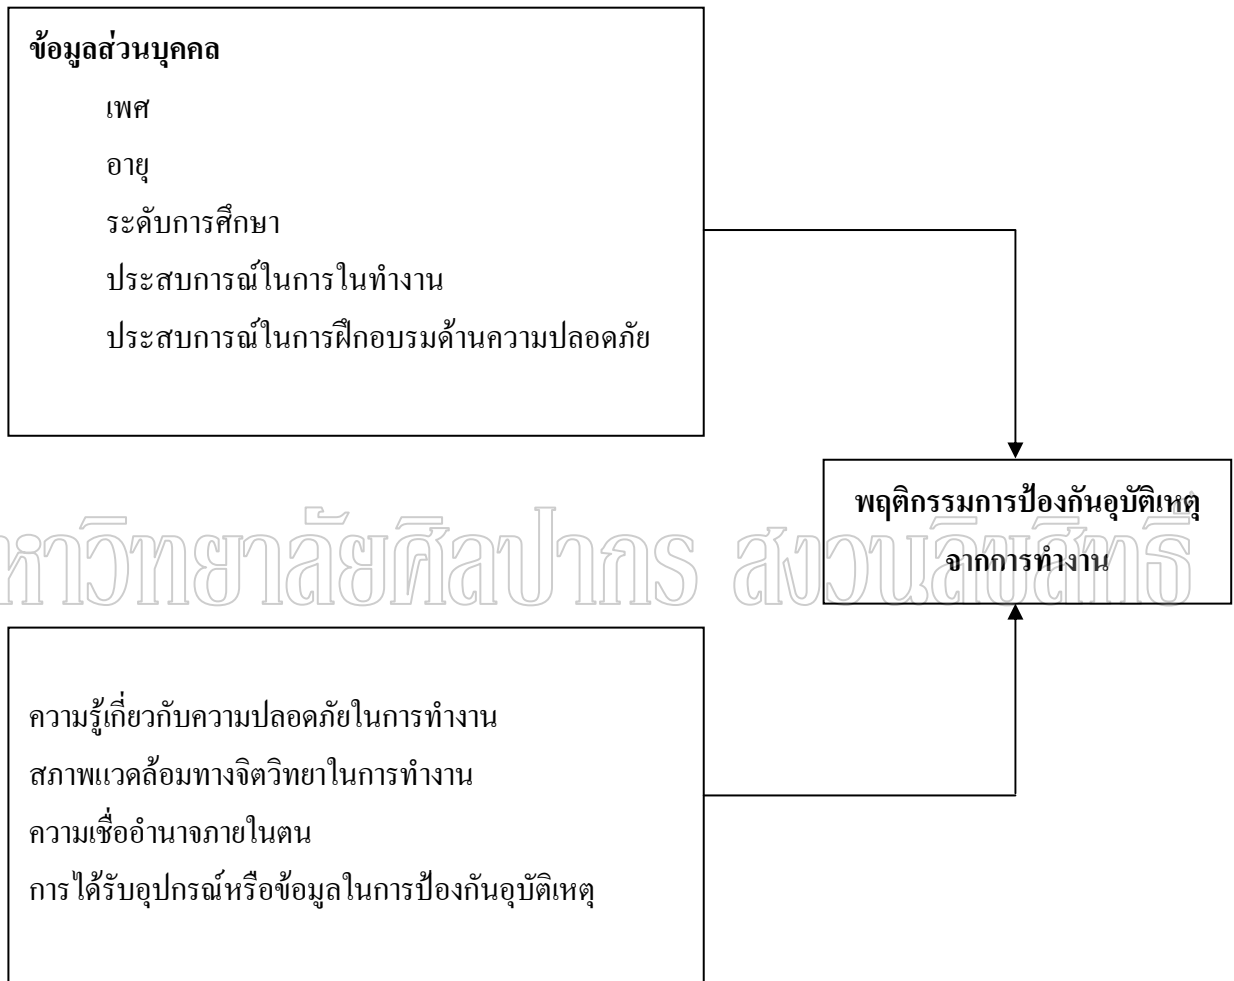 ข้อมูลส่วนบุคคล
เพศ
อายุ
ระดับการศึกษา
ประสบการณ์ในการในทำงาน
ประสบการณ์ในการฝึกอบรมด้านความปลอดภัย
พฤติกรรมการป้องกันอุบัติเหตุ
จากการทำงาน
หาวิทยาลัยศิลปากร สงวนลิขสิทธิ์
ความรู้เกี่ยวกับความปลอดภัยในการทำงาน
สภาพแวดล้อมทางจิตวิทยาในการทำงาน
ความเชื่ออำนาจภายในตน
การได้รับอุปกรณ์หรือข้อมูลในการป้องกันอุบัติเหตุ